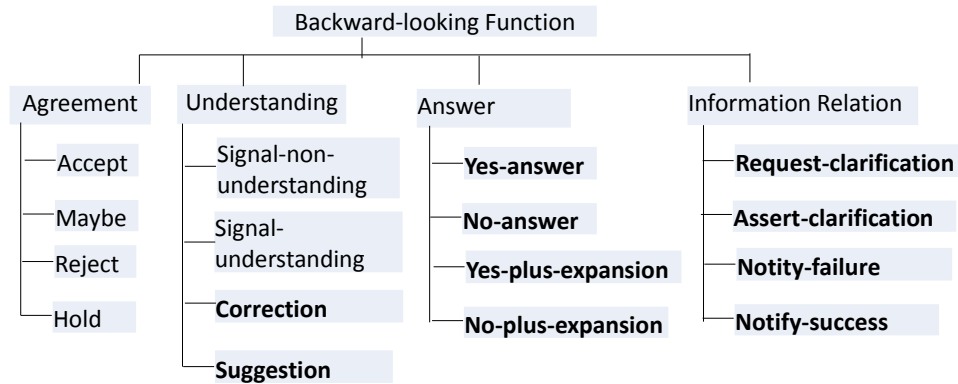 Backward-looking Function
Agreement
Accept
Maybe
Reject
Hold
Understanding
Signal-non-
understanding
Signal-
understanding
Correction
Suggestion
Answer
Yes-answer
No-answer
Yes-plus-expansion
No-plus-expansion
Information Relation
Request-clarification
Assert-clarification
Notity-failure
Notify-success